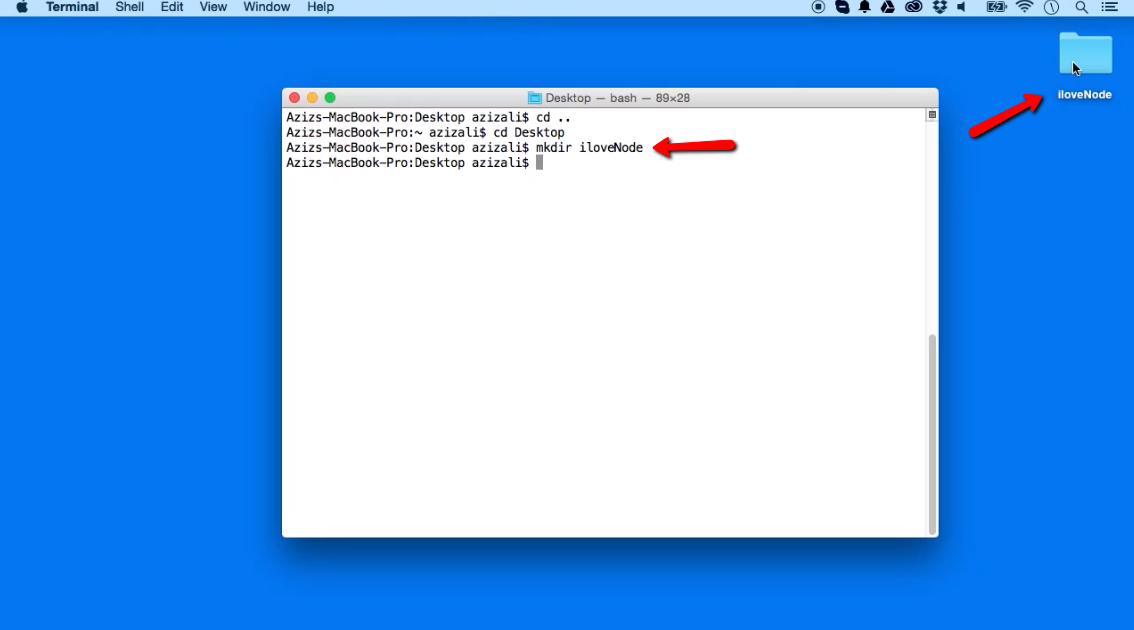 Terminal Shell Edit View Window Help
iloveNode
Desktop — bash — 89×28
Azizs-MacBook-Pro:Desktop azizali$ cd ..
Azizs-MacBook-Pro:~ azizali$ cd Desktop
Azizs-MacBook-Pro:Desktop azizali$ mkdir iloveNode
Azizs-MacBook-Pro:Desktop azizali$